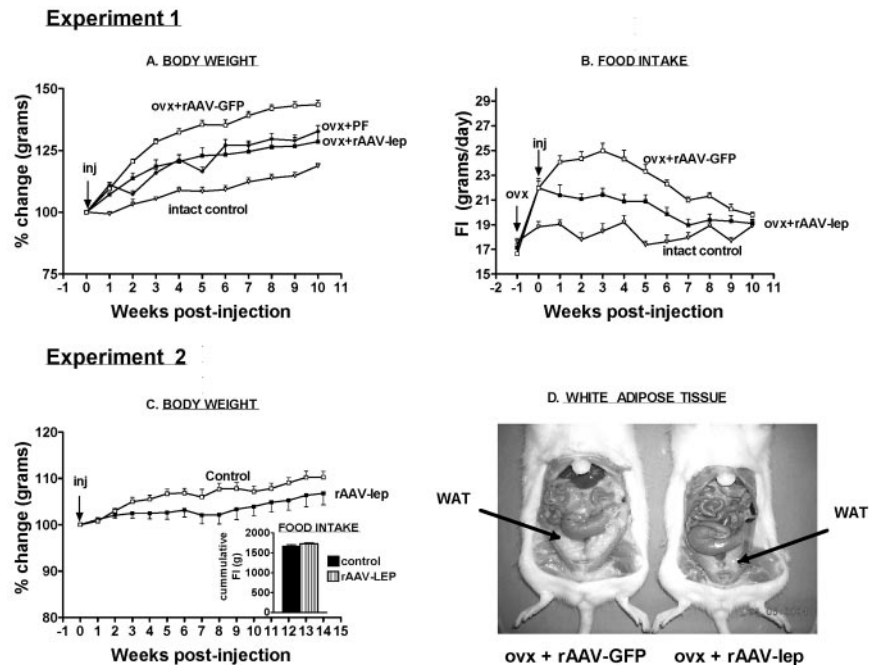 Experiment 1
A. BODY WEIGHT
% change (grams)
150
125
100
75
inj
ovx+rAAV-GFP
ovx+PF
ovx+rAAV-lep
intact control
-1 0 1 2 3 4 5 6 7 8 9 10 11
Weeks post-injection
B. FOOD INTAKE
FI (grams/day)
29
27
25
23
21
19
17
15
ovx
inj
ovx+rAAV-GFP
ovx+rAAV-lep
intact control
-2 -1 0 1 2 3 4 5 6 7 8 9 10 11
Weeks post-injection
Experiment 2
C. BODY WEIGHT
% change (grams)
120
110
100
90
80
inj
Control
rAAV-lep
FOOD INTAKE
cummulative
FI (g)
2000
1500
1000
500
0
control
rAAV-LEP
-1 0 1 2 3 4 5 6 7 8 9 10 11 12 13 14 15
Weeks post-injection
D. WHITE ADIPOSE TISSUE
WAT
WAT
ovx + rAAV-GFP
ovx + rAAV-lep